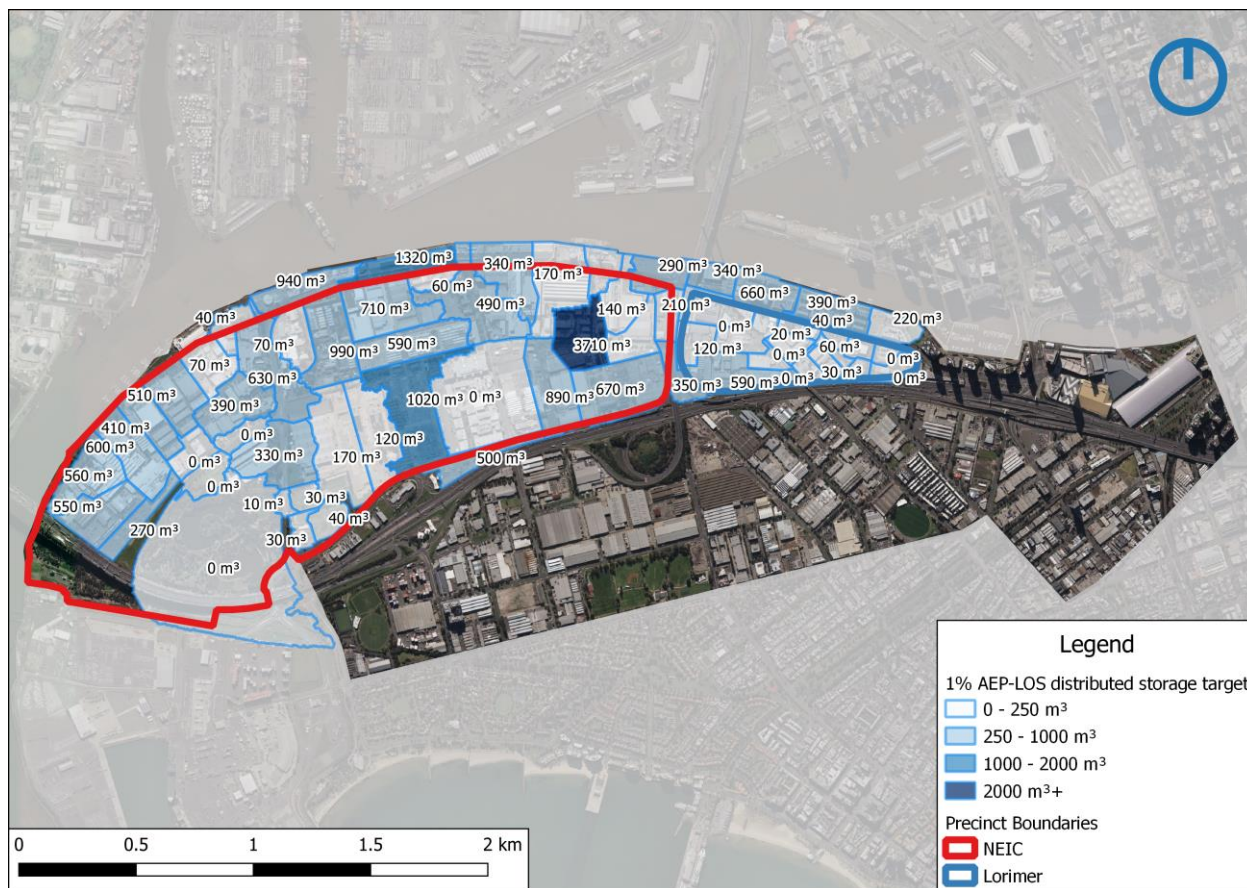 1320 m³
340 m³
940 m³
170 m³
290 m³
340 m³
60 m³
660 m³
490 m³
140 m³
210 m³
390 m³
710 m³
40 m³
0 m³
40 m³
220 m³
20 m³
70 m³
590 m³
3710 m³
120 m³
60 m³
990 m³
0 m³
0 m³
70 m³
30 m³
630 m³
350 m³
590 m³
0 m³
0 m³
510 m³
670 m³
390 m³
1020 m³
0 m³
890 m³
410 m³
0 m³
120 m³
600 m³
330 m³
170 m³
500 m³
0 m³
560 m³
0 m³
550 m³
10 m³
30 m³
270 m³
40 m³
30 m³
0 m³
Legend
1% AEP-LOS distributed storage target
0 - 250 m³
250 - 1000 m³
1000 - 2000 m³
2000 m³+
Precinct Boundaries
NEIC
Lorimer
0 0.5 1 1.5 2 km